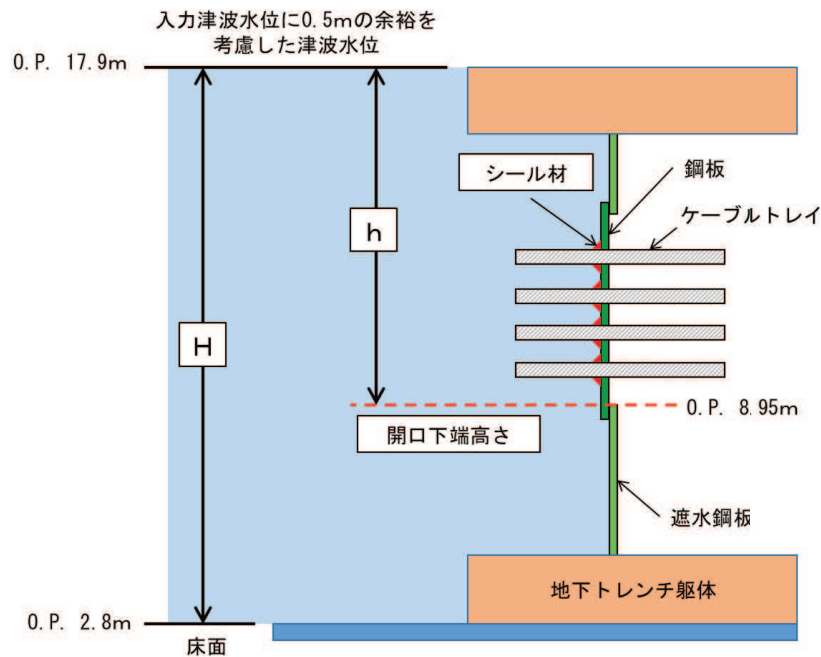 入力津波水位に0.5mの余裕を
考慮した津波水位
O.P. 17.9m
シール材
鋼板
ケーブルトレイ
h
H
O.P. 8.95m
開口下端高さ
遮水鋼板
地下トレンチ躯体
O.P. 2.8m
床面